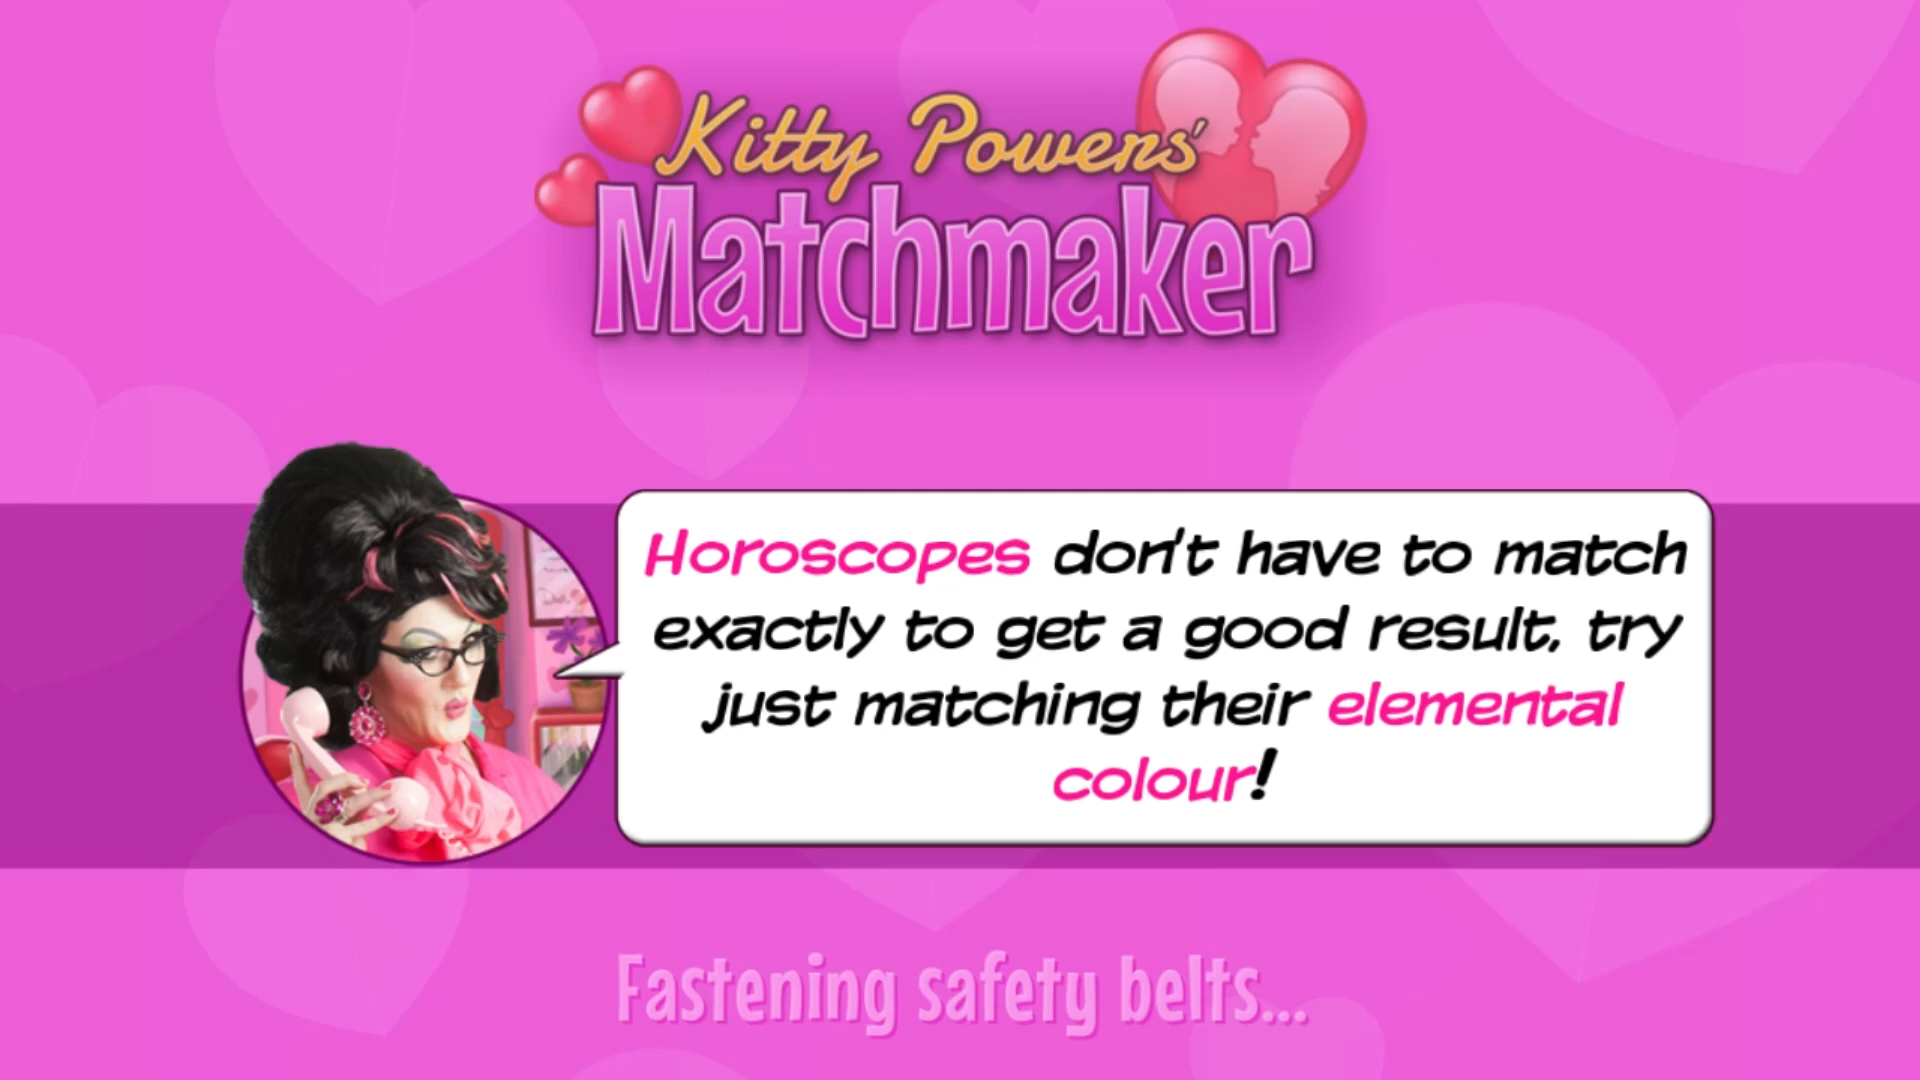 Kitty Powers'
Matchmaker
Horoscopes don't have to match
exactly to get a good result, try
just matching their elemental
colour!
Fastening safety belts...